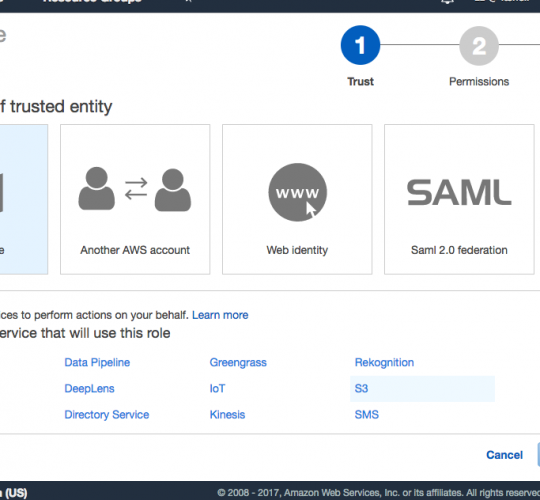 Resource Groups
e
1
2
Trust
Permissions
f trusted entity
www
SAML
e
Another AWS account
Web identity
Saml 2.0 federation
ces to perform actions on your behalf. Learn more
ervice that will use this role
Data Pipeline
Greengrass
Rekognition
DeepLens
IoT
S3
Directory Service
Kinesis
SMS
Cancel
(US)
© 2008 - 2017, Amazon Web Services, Inc. or its affiliates. All rights reserved.